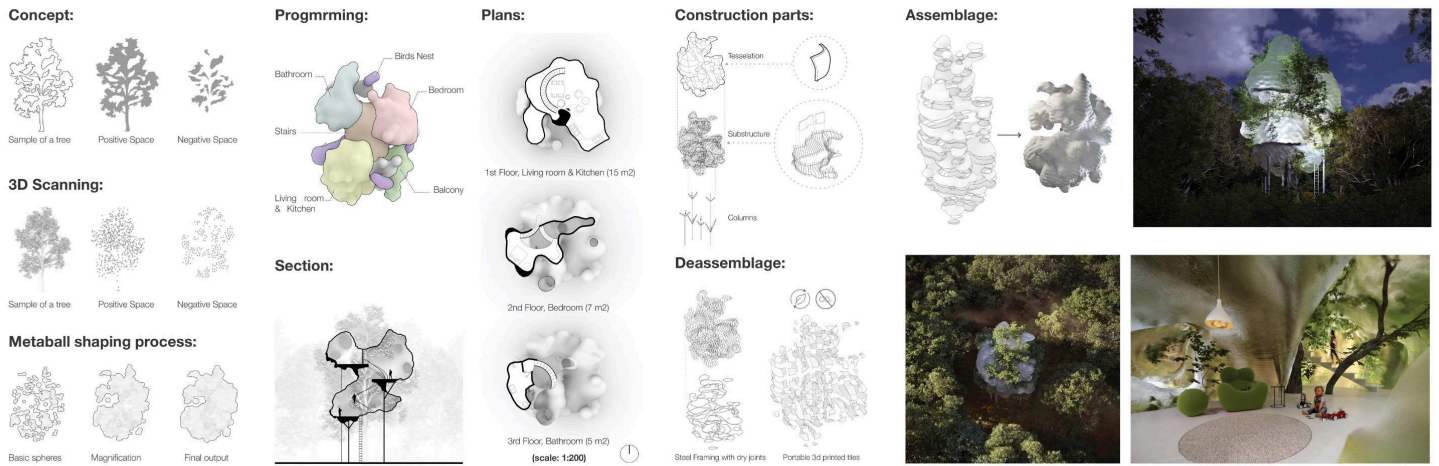 Concept:
Sample of a tree
Positive Space
Negative Space
3D Scanning:
Sample of a tree
Positive Space
Negative Space
Metaball shaping process:
Basic spheres
Magnification
Final output
Progmrming:
Birds Nest
Bathroom
Bedroom
Stairs
Balcony
Living room
& Kitchen
Section:
Plans:
1st Floor, Living room & Kitchen (15 m2)
2nd Floor, Bedroom (7 m2)
3rd Floor, Bathroom (5 m2)
(scale: 1:200)
Construction parts:
Tesselation
Substructure
Columns
Deassemblage:
Steel Framing with dry joints
Portable 3d printed tiles
Assemblage: